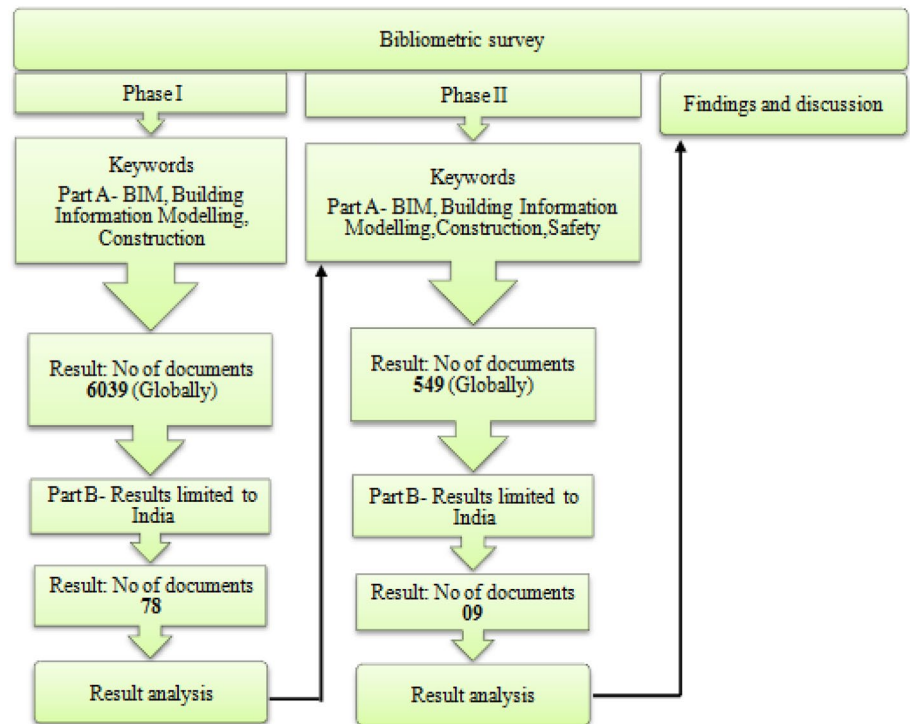 Bibliometric survey
Phase I
Keywords
Part A- BIM, Building
Information Modelling,
Construction
Result: No of documents
6039 (Globally)
Part B- Results limited to
India
Result: No of documents
78
Result analysis
Phase II
Keywords
Part A- BIM, Building Information
Modelling,Construction,Safety
Result: No of documents
549 (Globally)
Part B- Results limited to
India
Result: No of documents
09
Result analysis
Findings and discussion